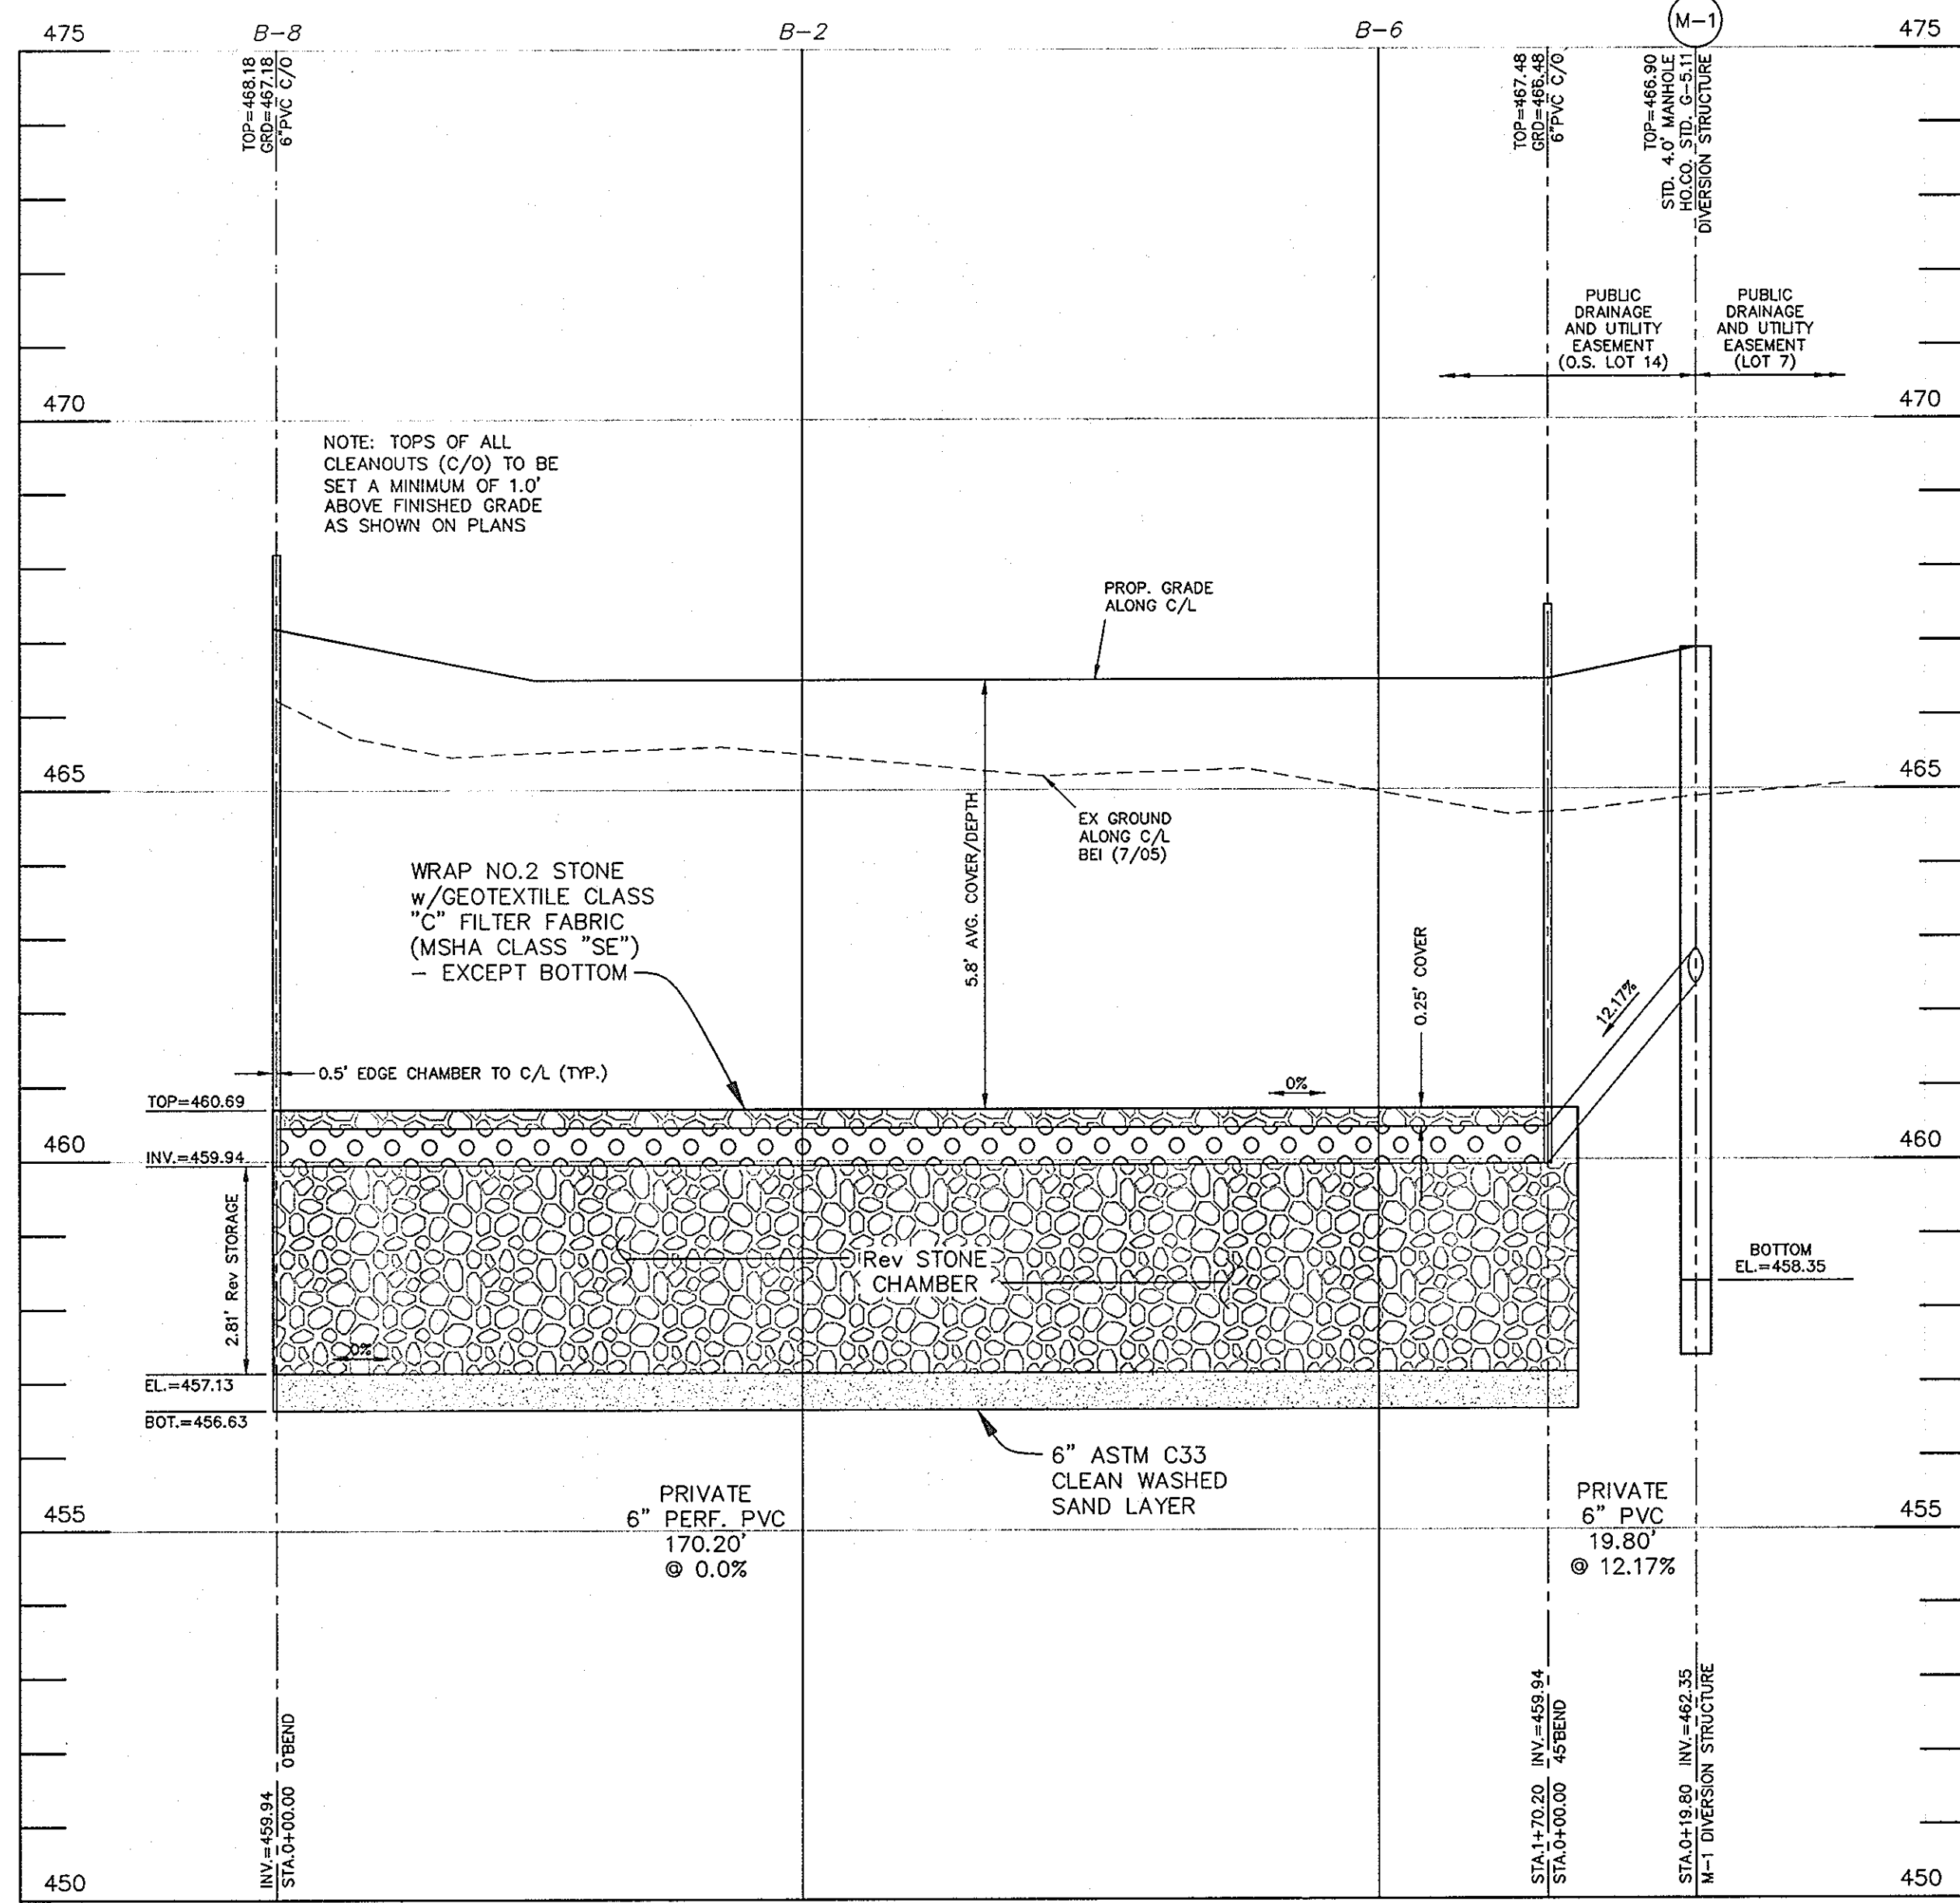 M-1
475
B-8
B-2
B-6
475
TOP=468.18
GRD=467.18
6"PVC C/O
TOP=467.48
GRD=466.48
6"PVC C/O
TOP=466.90
STD. 4.0' MANHOLE
HO.CO. STD. G-5.11
DIVERSION STRUCTURE
PUBLIC
DRAINAGE
AND UTILITY
EASEMENT
(O.S. LOT 14)
PUBLIC
DRAINAGE
AND UTILITY
EASEMENT
(LOT 7)
470
470
NOTE: TOPS OF ALL
CLEANOUTS (C/O) TO BE
SET A MINIMUM OF 1.0'
ABOVE FINISHED GRADE
AS SHOWN ON PLANS
PROP. GRADE
ALONG C/L
465
465
5.8' AVG. COVER/DEPTH
EX GROUND
ALONG C/L
BEI (7/05)
WRAP NO.2 STONE
w/GEOTEXTILE CLASS
"C" FILTER FABRIC
(MSHA CLASS "SE")
- EXCEPT BOTTOM
0.25' COVER
12.17%
0.5' EDGE CHAMBER TO C/L (TYP.)
0%
TOP=460.69
460
INV.=459.94
460
2.81' Rev STORAGE
Rev STONE
CHAMBER
BOTTOM
EL.=458.35
0%
EL.=457.13
BOT.=456.63
6" ASTM C33
CLEAN WASHED
SAND LAYER
PRIVATE
6" PERF. PVC
170.20'
@ 0.0%
PRIVATE
6" PVC
19.80'
@ 12.17%
455
455
INV.=459.94
STA.0+00.00 0°BEND
STA.1+70.20 INV.=459.94
STA.0+00.00 45°BEND
STA.0+19.80 INV.=462.35
M-1 DIVERSION STRUCTURE
450
450